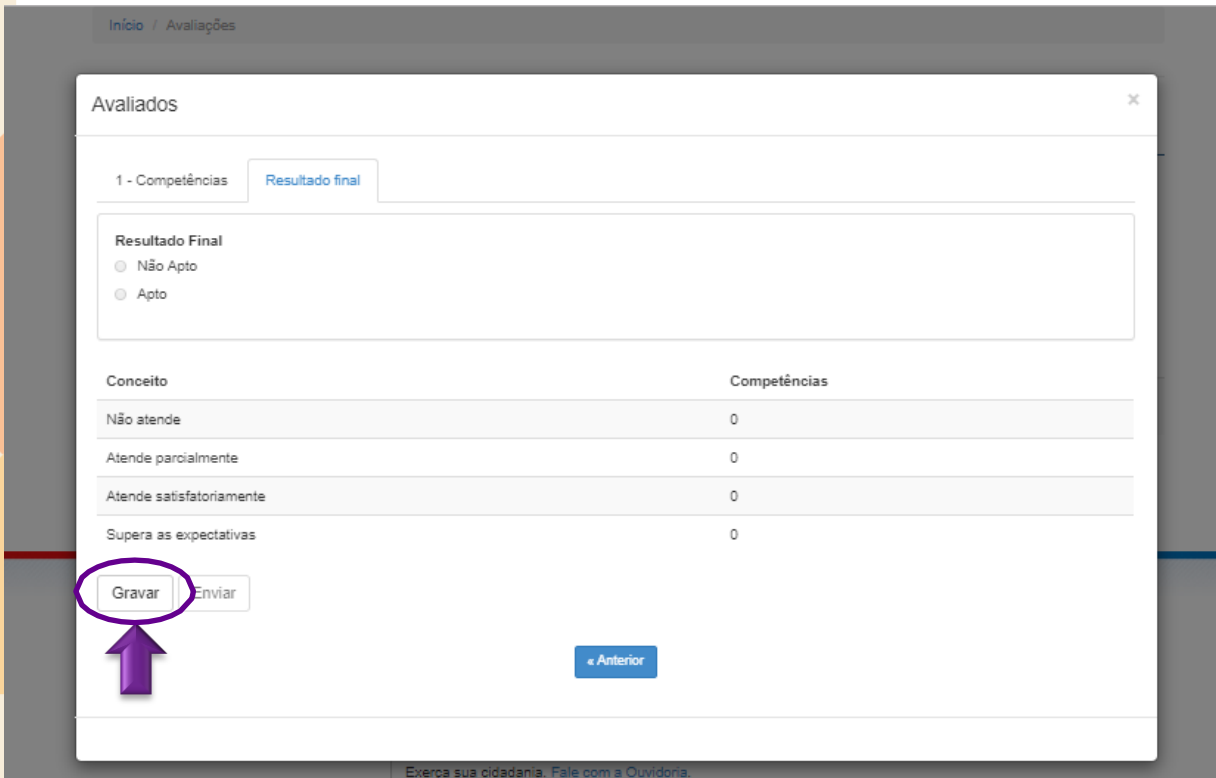 Início / Avaliações
Avaliados ×
1 - Competências Resultado final
Resultado Final
Não Apto
Apto
Conceito Competências
Não atende 0
Atende parcialmente 0
Atende satisfatoriamente 0
Supera as expectativas 0
Gravar Enviar
« Anterior
Exerça sua cidadania. Fale com a Ouvidoria.